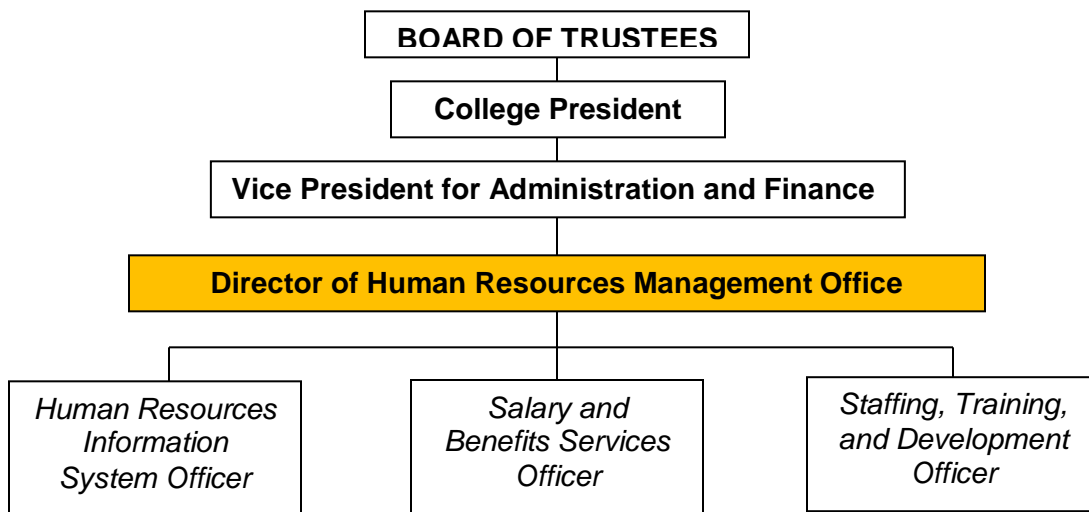 BOARD OF TRUSTEES
College President
Vice President for Administration and Finance
Director of Human Resources Management Office
Human Resources
Information
System Officer
Salary and
Benefits Services
Officer
Staffing, Training,
and Development
Officer